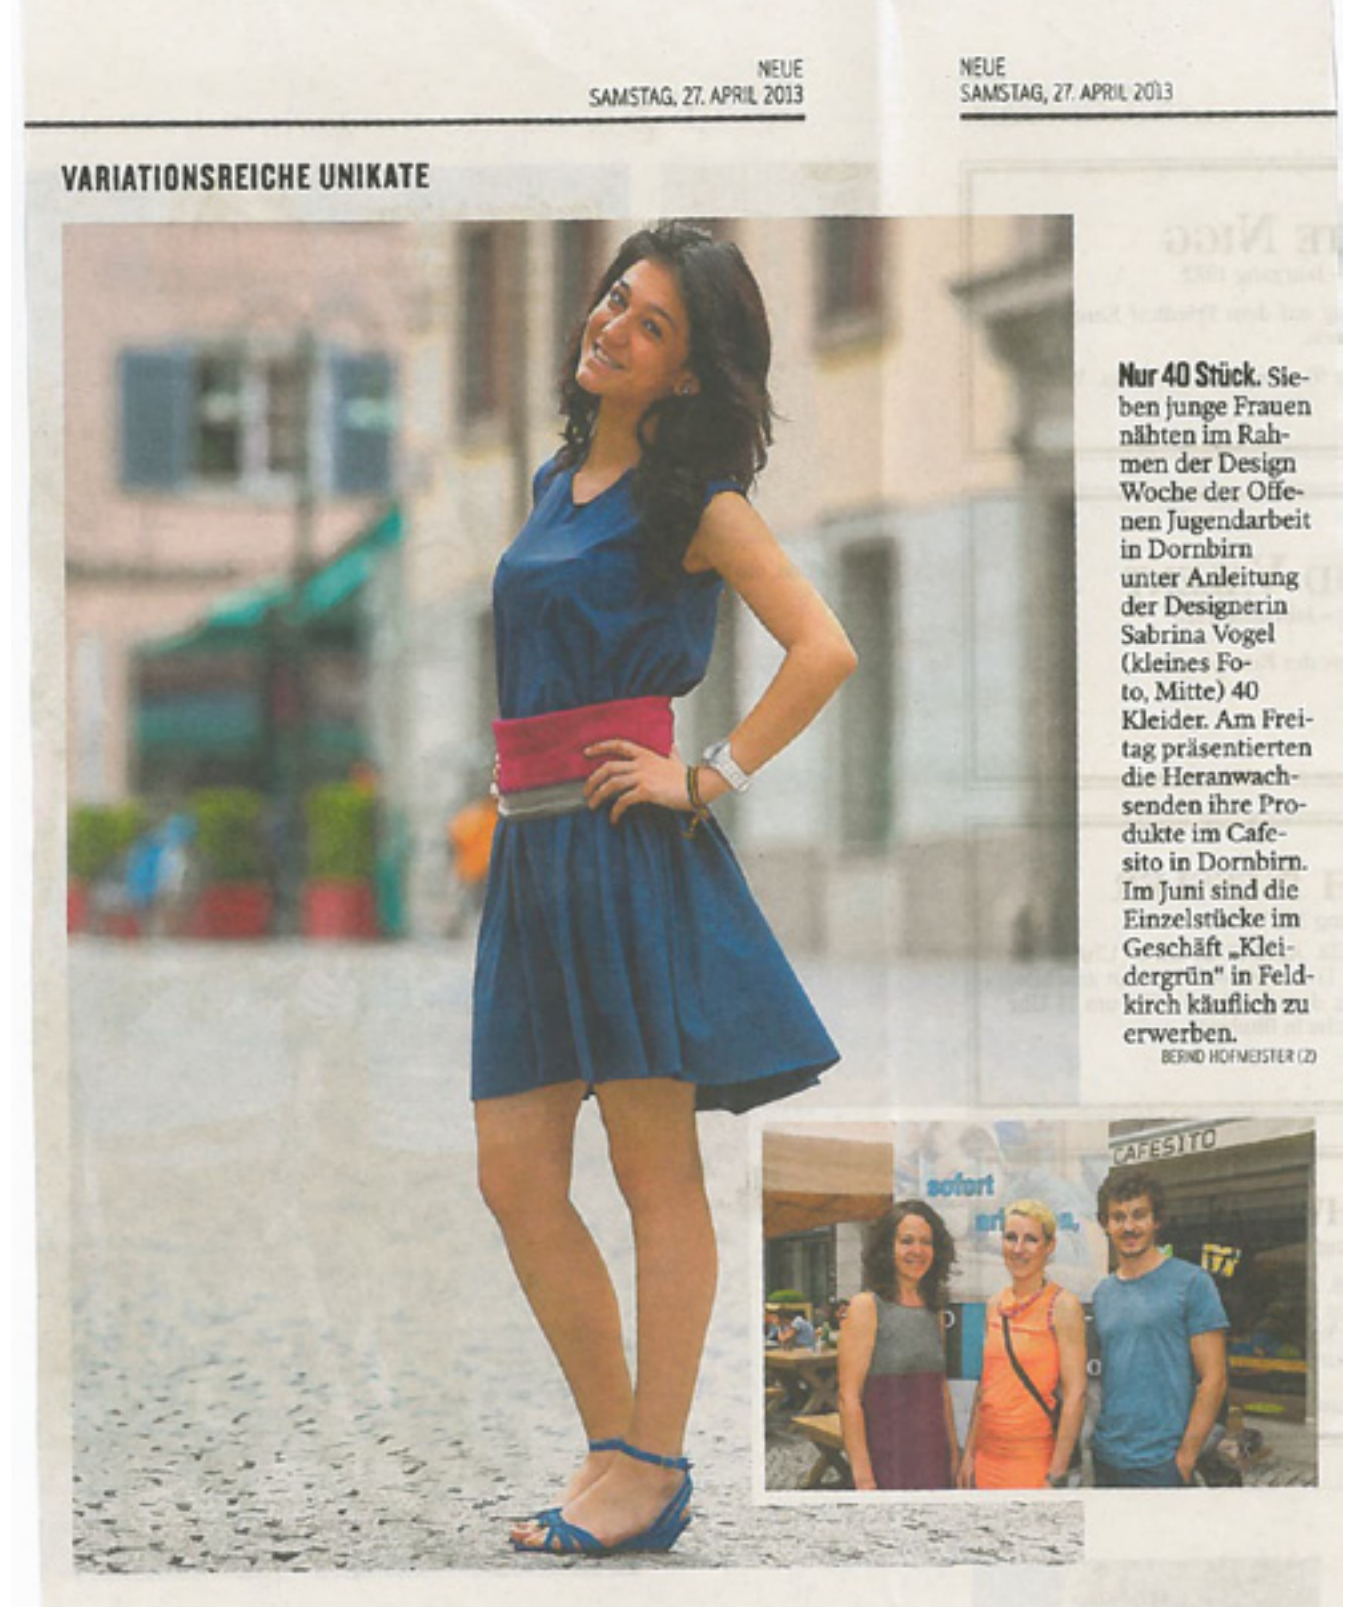 NEUE
SAMSTAG, 27. APRIL 2013
NEUE
SAMSTAG, 27. APRIL 2013
VARIATIONSREICHE UNIKATE
Nur 40 Stück. Sie-
ben junge Frauen
nähten im Rah-
men der Design
Woche der Offe-
nen Jugendarbeit
in Dornbirn
unter Anleitung
der Designerin
Sabrina Vogel
(kleines Fo-
to, Mitte) 40
Kleider. Am Frei-
tag präsentierten
die Heranwach-
senden ihre Pro-
dukte im Cafe-
sito in Dornbirn.
Im Juni sind die
Einzelstücke im
Geschäft „Klei-
dergrün“ in Feld-
kirch käuflich zu
erwerben.
BERND HOFMEISTER (2)
CAFESITO
sofort